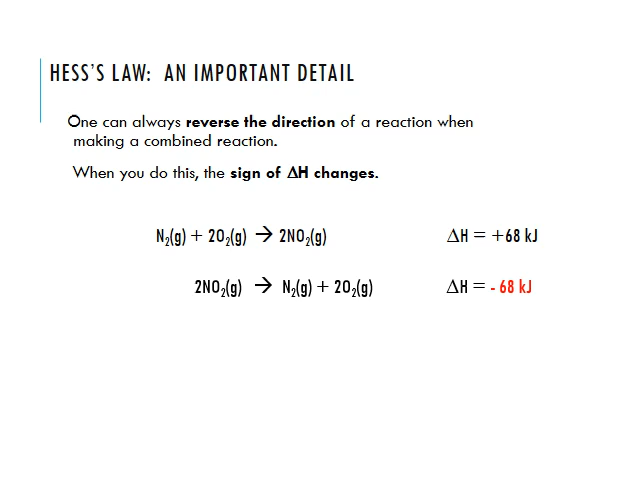 HESS'S LAW: AN IMPORTANT DETAIL
One can always reverse the direction of a reaction when
making a combined reaction.
When you do this, the sign of ΔH changes.
N₂(g) + 2O₂(g) → 2NO₂(g) ΔH = +68 kJ
2NO₂(g) → N₂(g) + 2O₂(g) ΔH = - 68 kJ